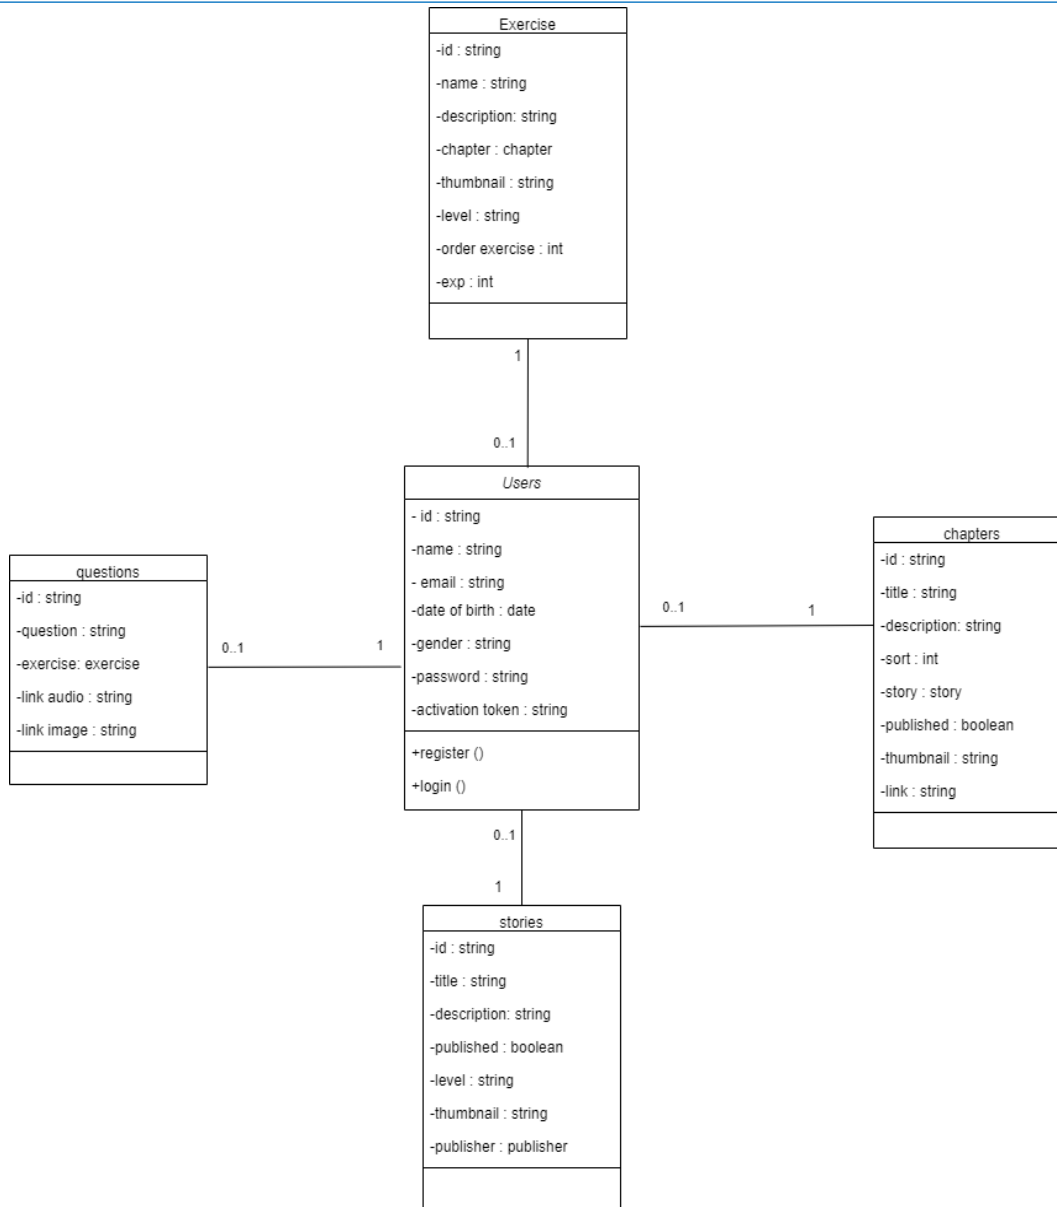 Exercise
-id : string
-name : string
-description: string
-chapter : chapter
-thumbnail : string
-level : string
-order exercise : int
-exp : int
1
0..1
Users
- id : string
-name : string
- email : string
-date of birth : date
-gender : string
-password : string
-activation token : string
+register ()
+login ()
questions
-id : string
-question : string
-exercise: exercise
-link audio : string
-link image : string
0..1
1
0..1
1
chapters
-id : string
-title : string
-description: string
-sort : int
-story : story
-published : boolean
-thumbnail : string
-link : string
0..1
1
stories
-id : string
-title : string
-description: string
-published : boolean
-level : string
-thumbnail : string
-publisher : publisher